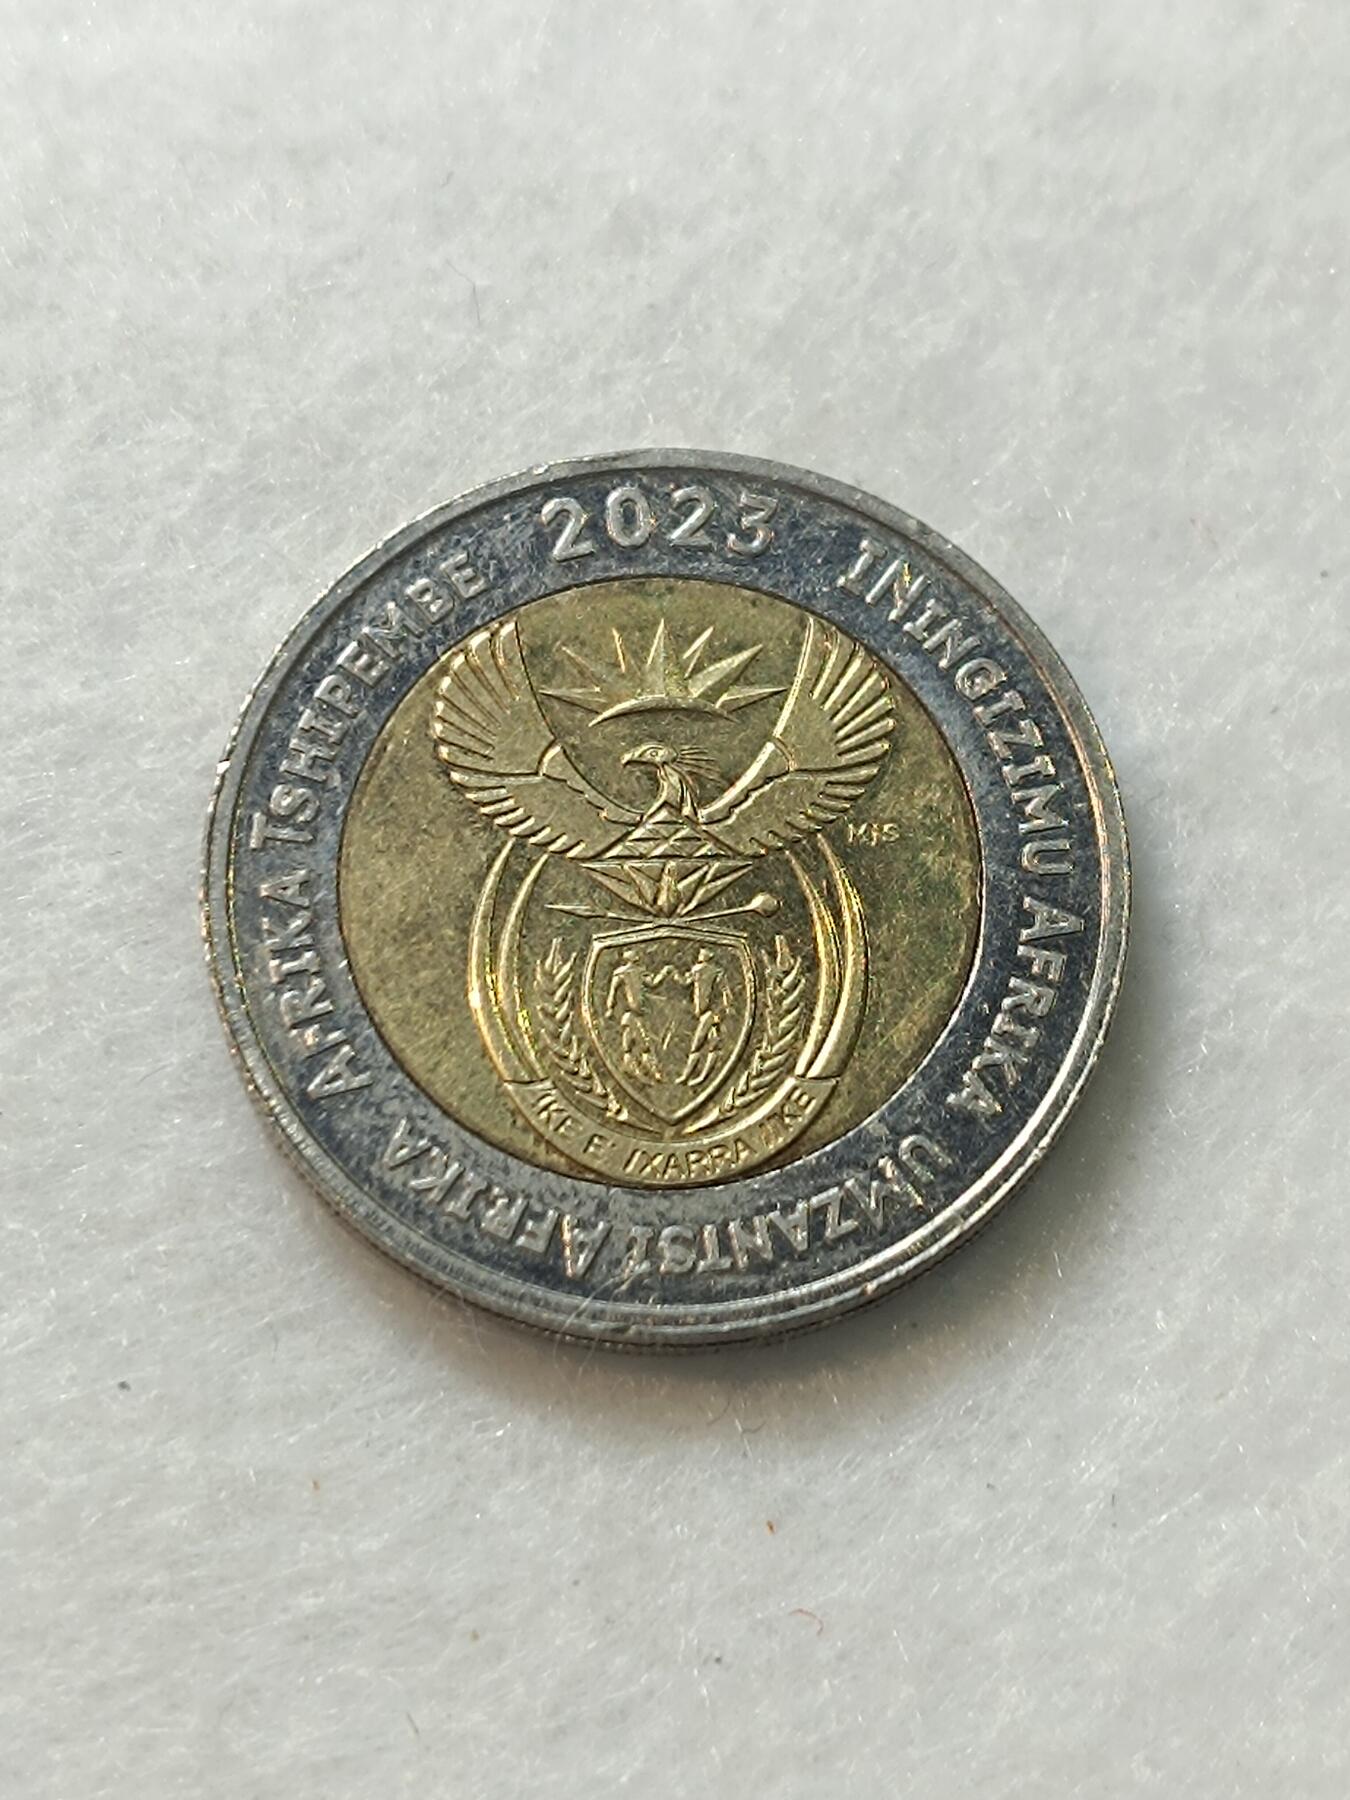 2023
ININGIZIMU AFRIKA
UMZANTSI AFRIKA
AFRIKA TSHIPEMBE
MJS
!KE E: /XARRA //KE